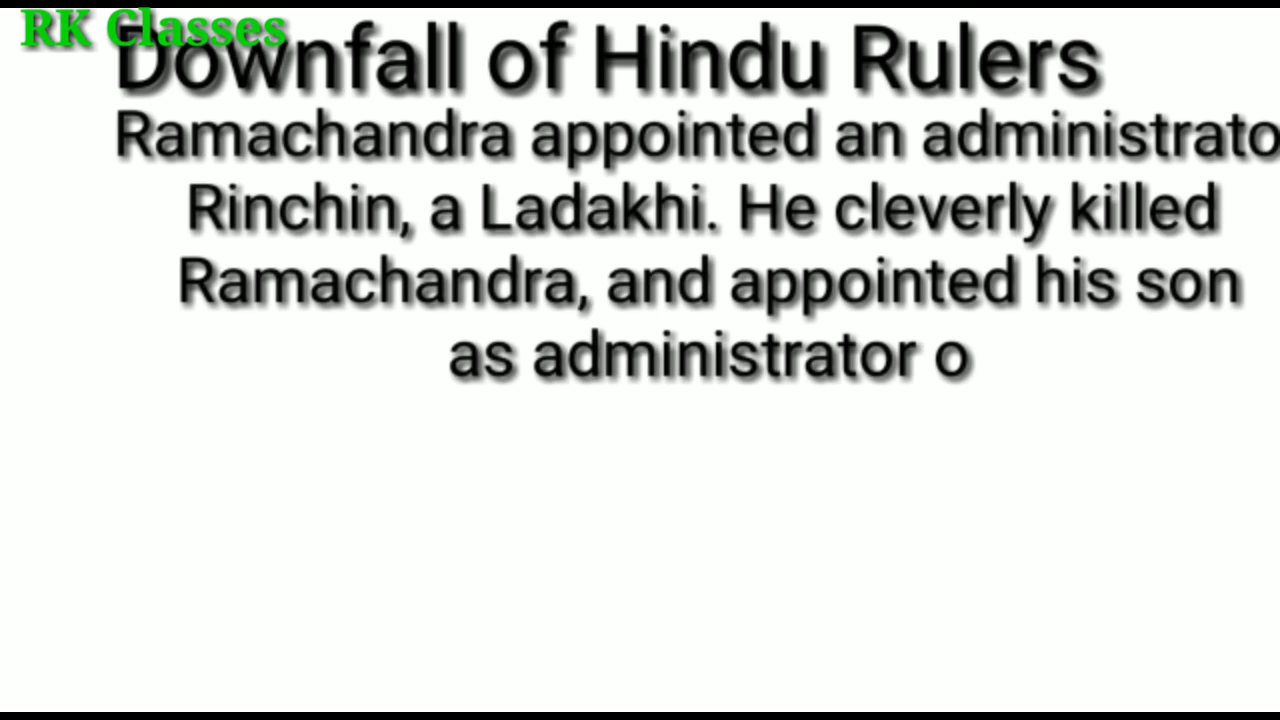 RK Classes
Downfall of Hindu Rulers
Ramachandra appointed an administrato
Rinchin, a Ladakhi. He cleverly killed
Ramachandra, and appointed his son
as administrator o